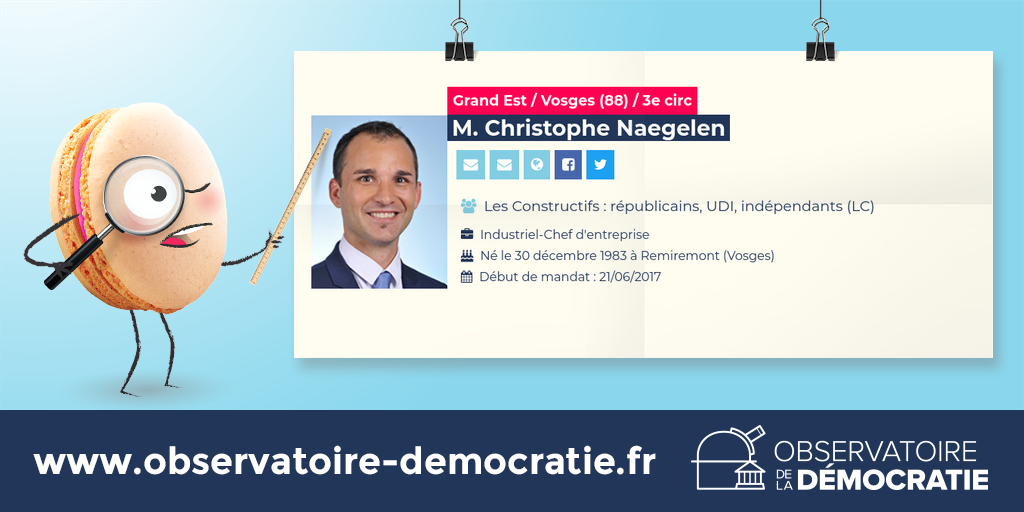 Grand Est / Vosges (88) / 3e circ
M. Christophe Naegelen
Les Constructifs : républicains, UDI, indépendants (LC)
Industriel-Chef d'entreprise
Né le 30 décembre 1983 à Remiremont (Vosges)
Début de mandat : 21/06/2017
www.observatoire-democratie.fr
OBSERVATOIRE
DE LA DÉMOCRATIE